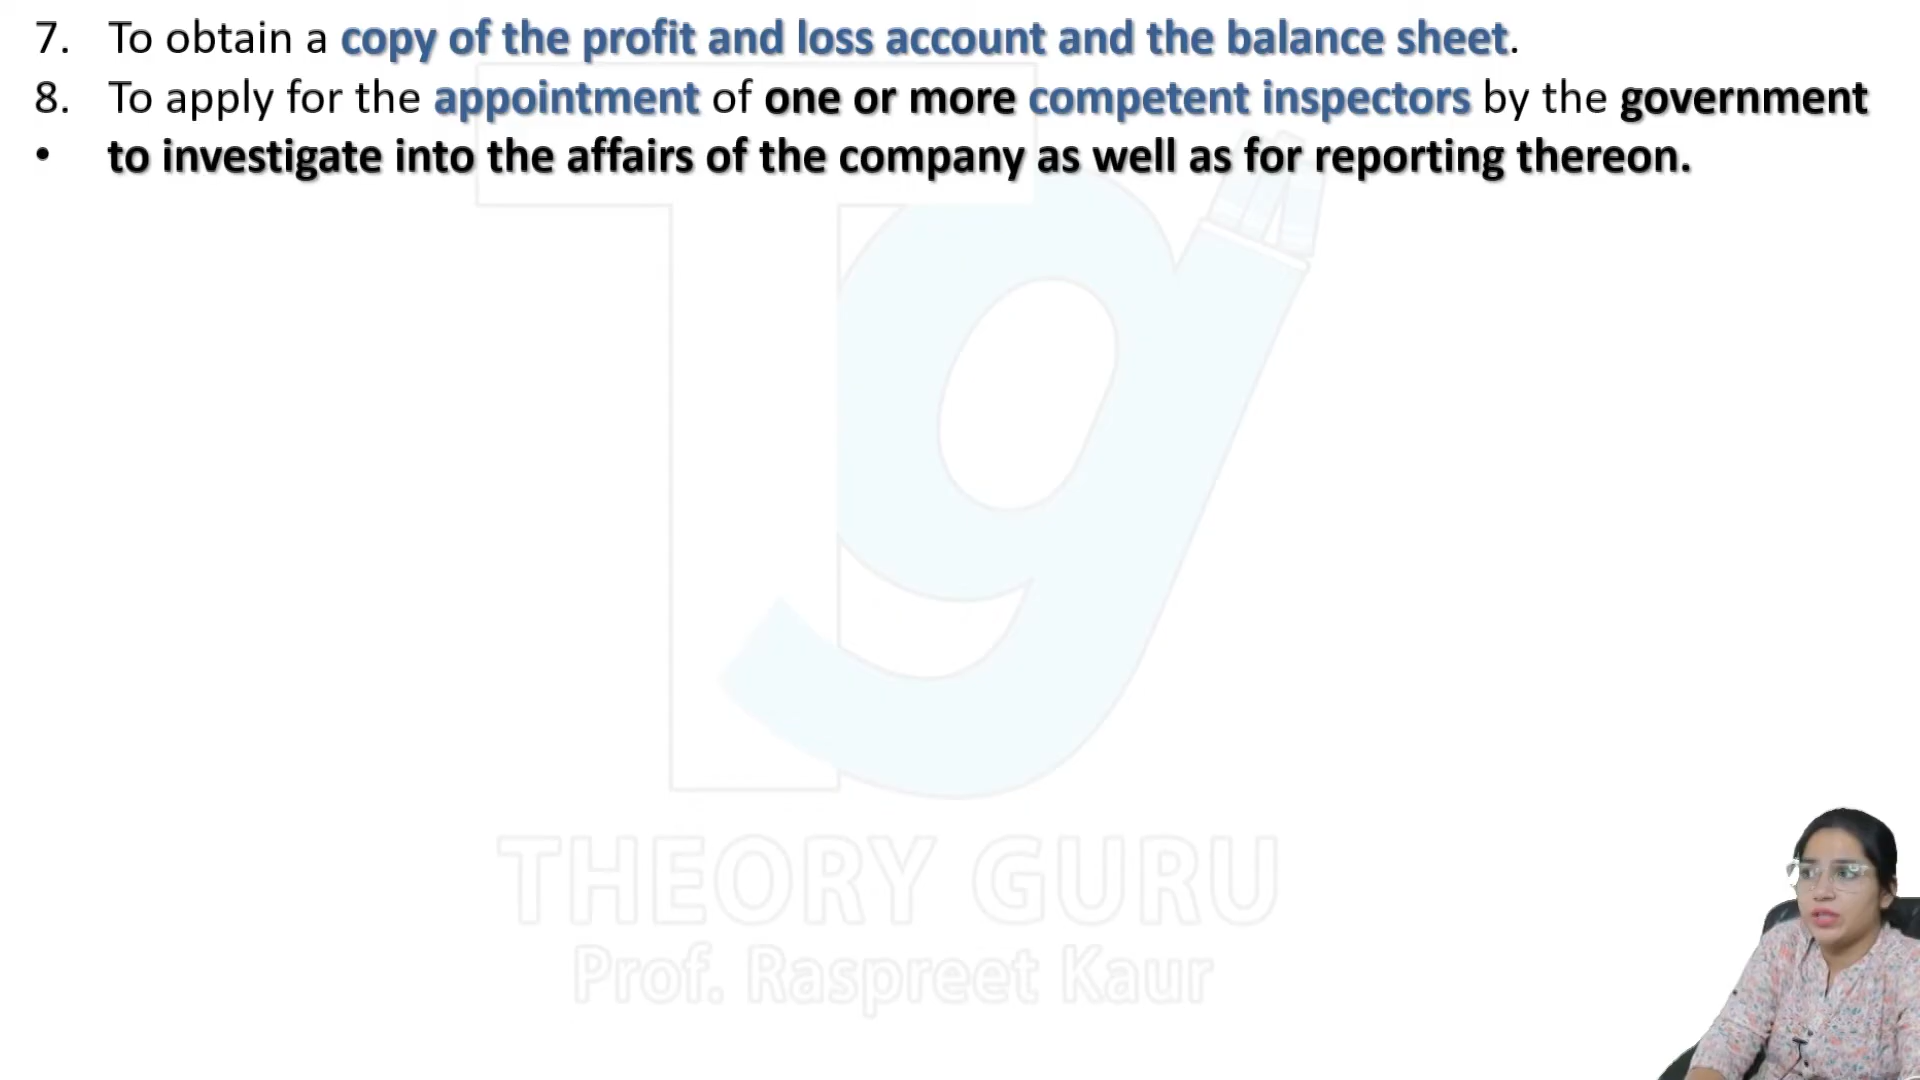 7. To obtain a copy of the profit and loss account and the balance sheet.
8. To apply for the appointment of one or more competent inspectors by the government
• to investigate into the affairs of the company as well as for reporting thereon.
Tg
THEORY GURU
Prof. Raspreet Kaur